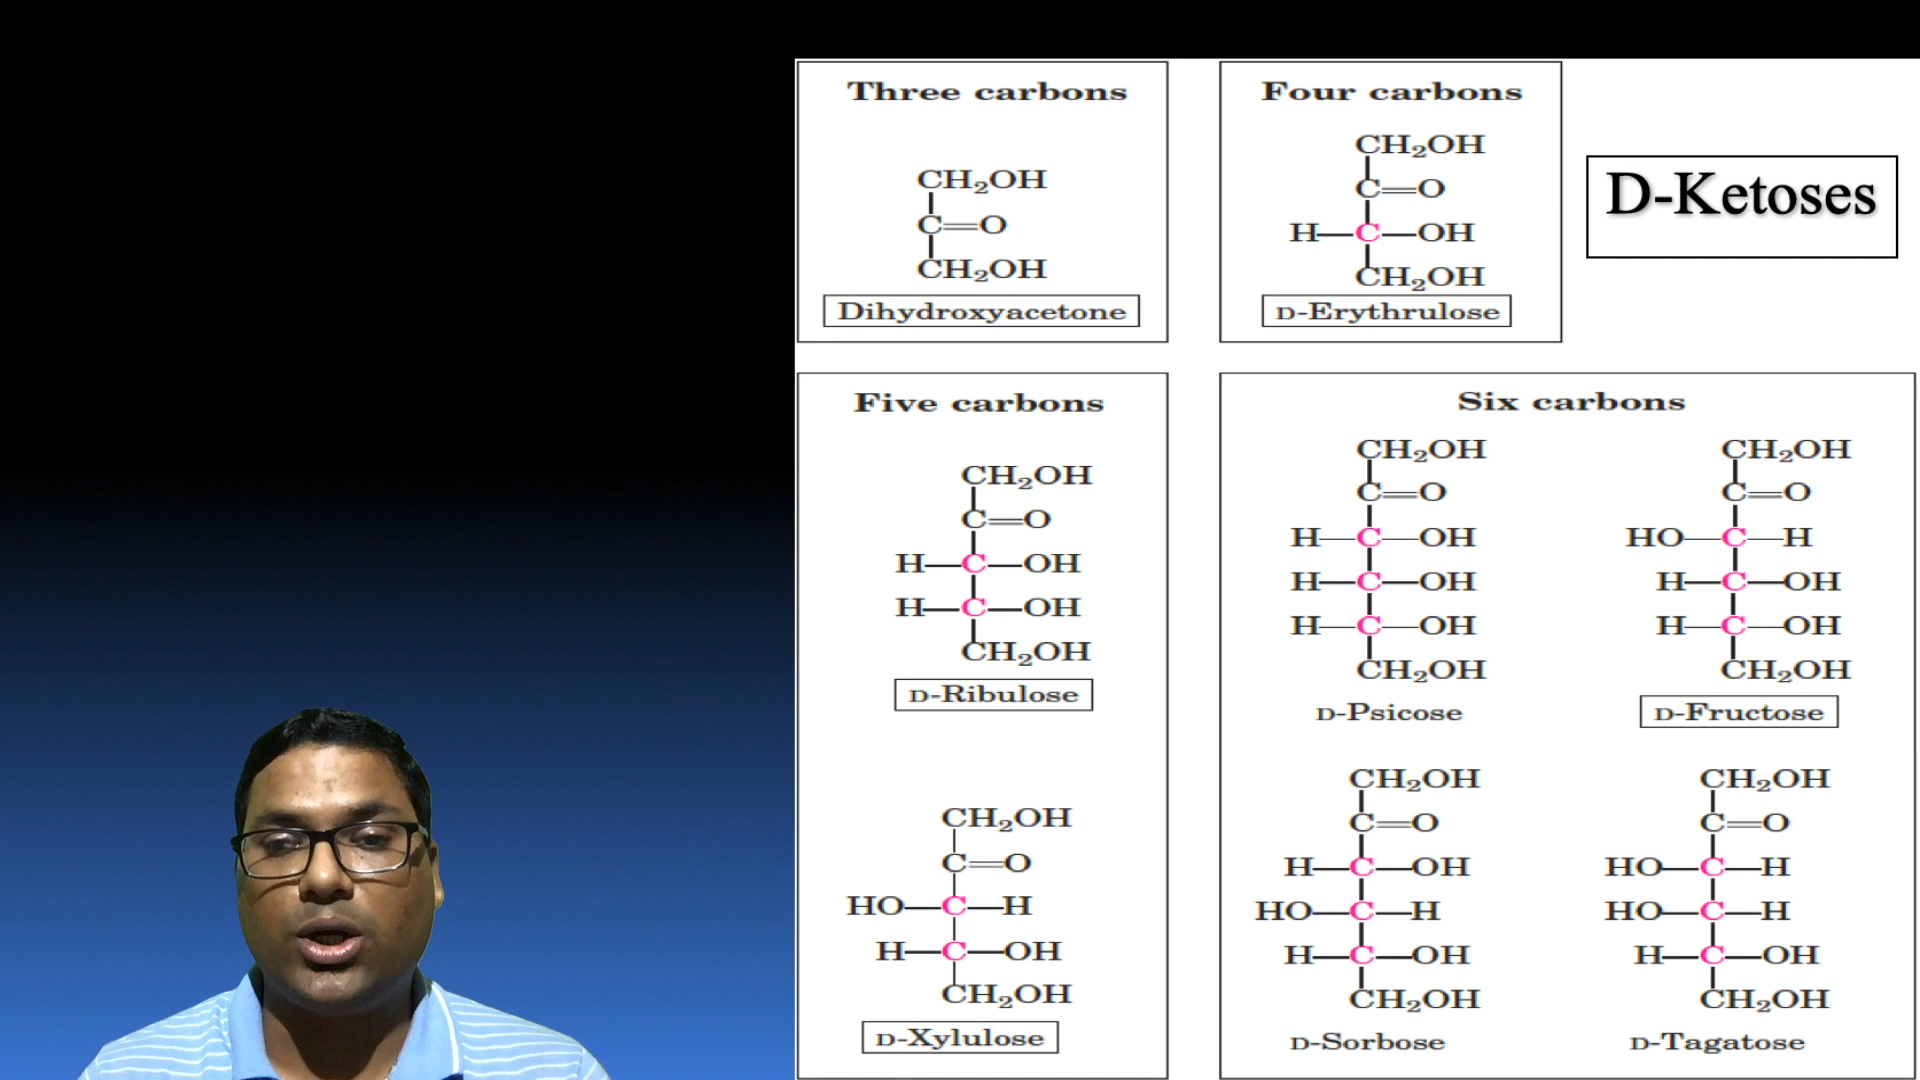 Three carbons
CH₂OH
C=O
CH₂OH
Dihydroxyacetone
Four carbons
CH₂OH
C=O
H—C—OH
CH₂OH
D-Erythrulose
D-Ketoses
Five carbons
CH₂OH
C=O
H—C—OH
H—C—OH
CH₂OH
D-Ribulose
CH₂OH
C=O
HO—C—H
H—C—OH
CH₂OH
D-Xylulose
Six carbons
CH₂OH
C=O
H—C—OH
H—C—OH
H—C—OH
CH₂OH
D-Psicose
CH₂OH
C=O
HO—C—H
H—C—OH
H—C—OH
CH₂OH
D-Fructose
CH₂OH
C=O
H—C—OH
HO—C—H
H—C—OH
CH₂OH
D-Sorbose
CH₂OH
C=O
HO—C—H
HO—C—H
H—C—OH
CH₂OH
D-Tagatose